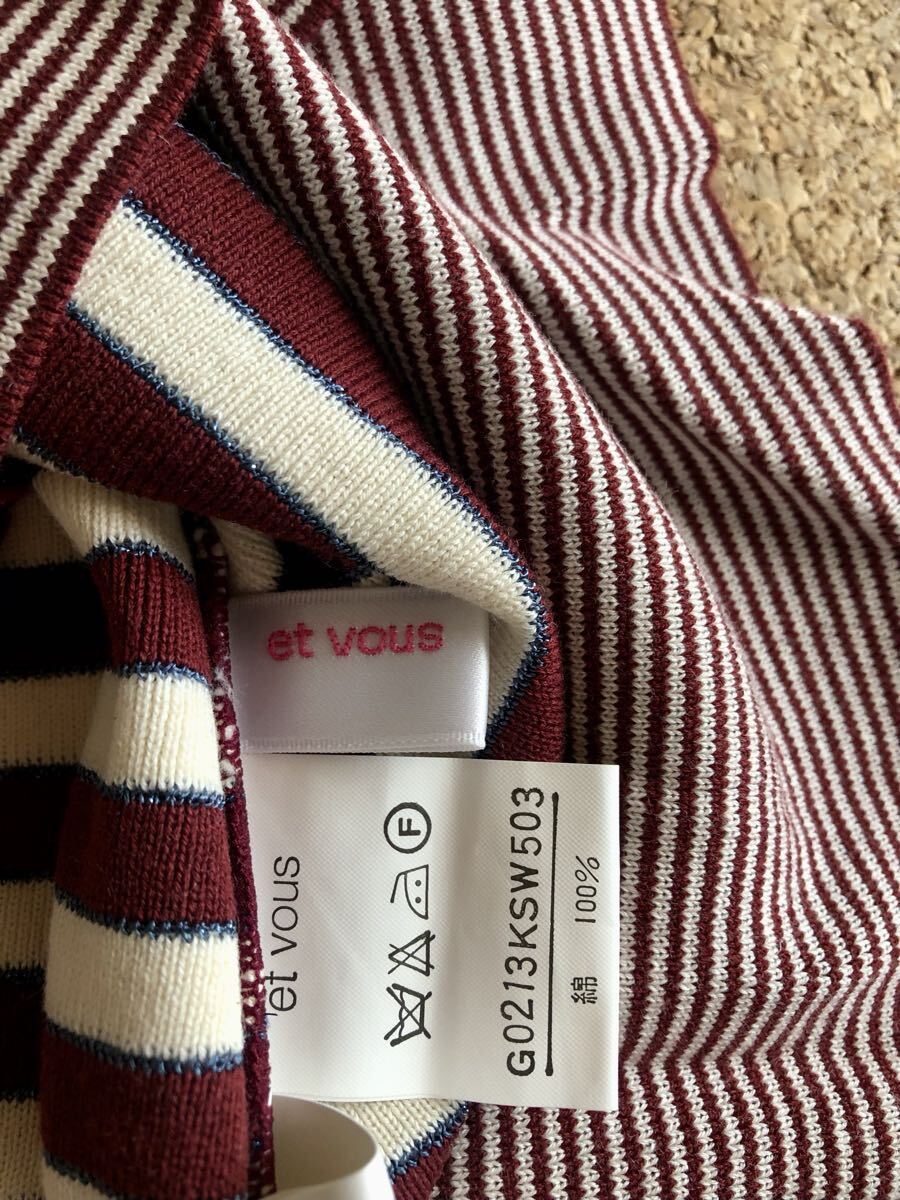 et vous
et vous
F
G0213KSW503
綿 100%